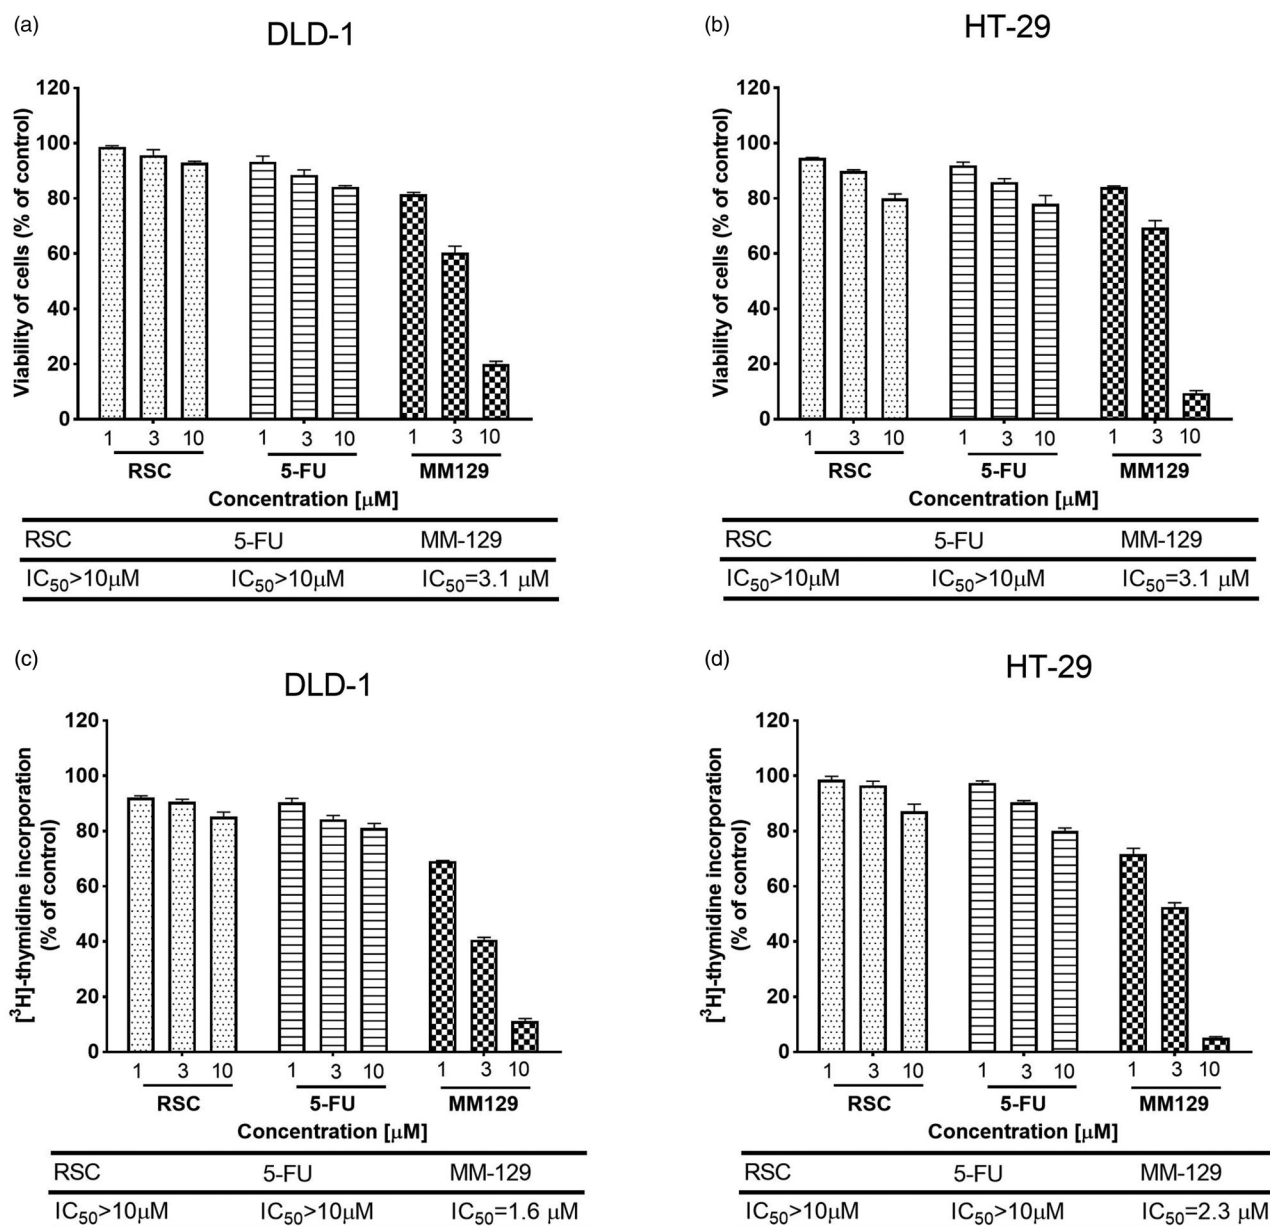 (a)
DLD-1
Viability of cells (% of control)
120
100
80
60
40
20
0
1 3 10 1 3 10 1 3 10
RSC 5-FU MM129
Concentration [μM]
RSC 5-FU MM-129
IC50>10μM IC50>10μM IC50=3.1 μM
(b)
HT-29
Viability of cells (% of control)
120
100
80
60
40
20
0
1 3 10 1 3 10 1 3 10
RSC 5-FU MM129
Concentration [μM]
RSC 5-FU MM-129
IC50>10μM IC50>10μM IC50=3.1 μM
(c)
DLD-1
[3H]-thymidine incorporation
(% of control)
120
100
80
60
40
20
0
1 3 10 1 3 10 1 3 10
RSC 5-FU MM129
Concentration [μM]
RSC 5-FU MM-129
IC50>10μM IC50>10μM IC50=1.6 μM
(d)
HT-29
[3H]-thymidine incorporation
(% of control)
120
100
80
60
40
20
0
1 3 10 1 3 10 1 3 10
RSC 5-FU MM129
Concentration [μM]
RSC 5-FU MM-129
IC50>10μM IC50>10μM IC50=2.3 μM